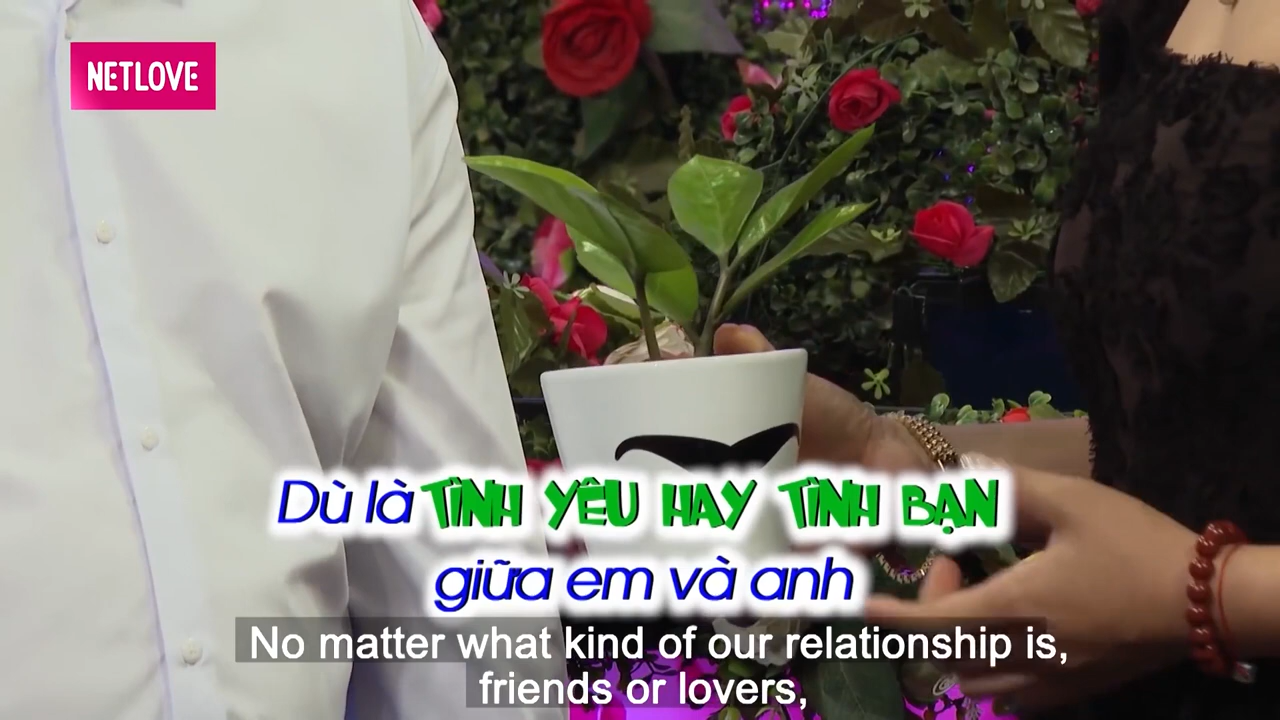 NETLOVE
Dù là TÌNH YÊU HAY TÌNH BẠN
giữa em và anh
No matter what kind of our relationship is,
friends or lovers,